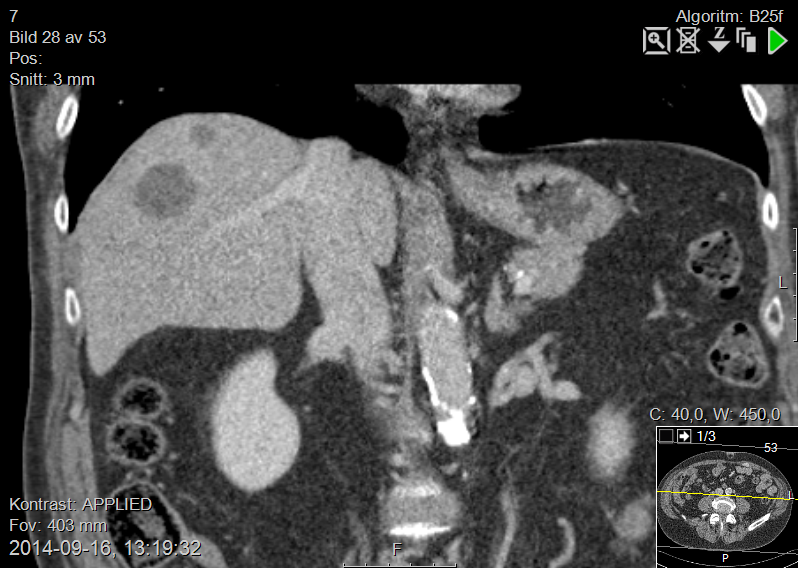 7
Bild 28 av 53
Pos:
Snitt: 3 mm
Algoritm: B25f
Z
L
C: 40,0, W: 450,0
1/3
53
L
P
Kontrast: APPLIED
Fov: 403 mm
2014-09-16, 13:19:32
F